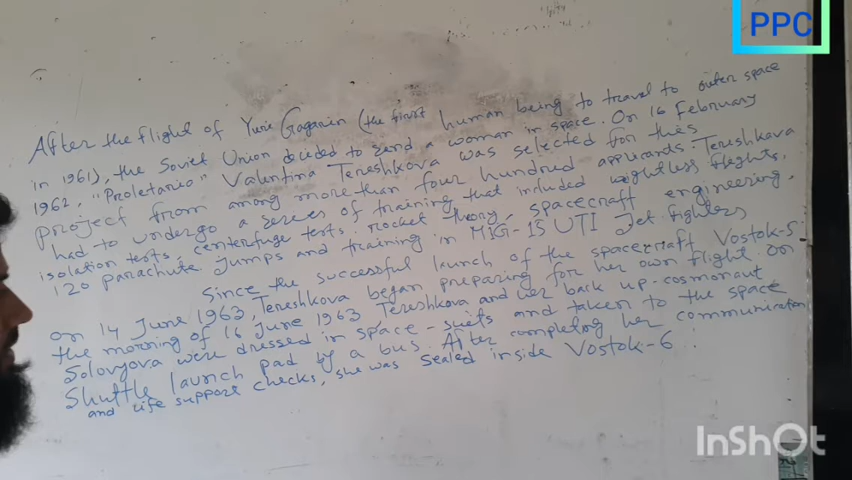 PPC
After the flight of Yurie Gagarin (the first human being to travel to outer space
in 1961), the Soviet Union decided to send a woman in space. On 16 February
1962, "Proletario" Valentina Tereshkova was selected for this
project from among more than four hundred applicants. Tereshkova
had to undergo a series of training that included weightless flights,
isolation tests, centerfuge tests, rocket theory, spacecraft engineering,
120 parachute jumps and training in MIG-15 UTI Jet fighters
Since the successful launch of the spacecraft Vostok-5
on 14 June 1963, Tereshkova began preparing for her own flight. On
the morning of 16 June 1963 Tereshkova and her back up-cosmonaut
Solovyova were dressed in space-suits and taken to the space
Shuttle launch pad by a bus. After completing her communication
and life support checks, she was sealed inside Vostok-6.
InShOt